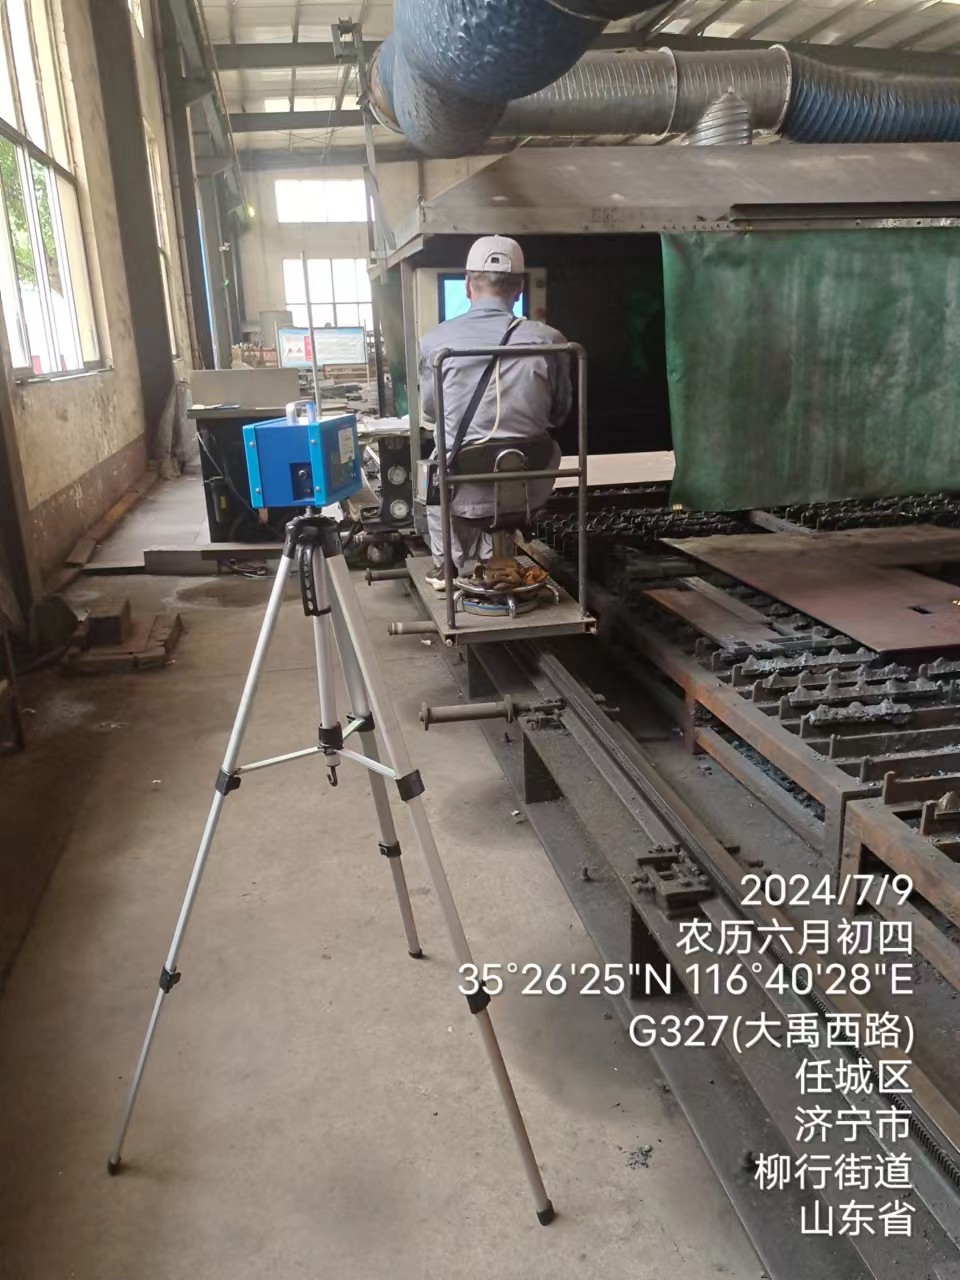 2024/7/9
农历六月初四
35°26'25"N 116°40'28"E
G327(大禹西路)
任城区
济宁市
柳行街道
山东省